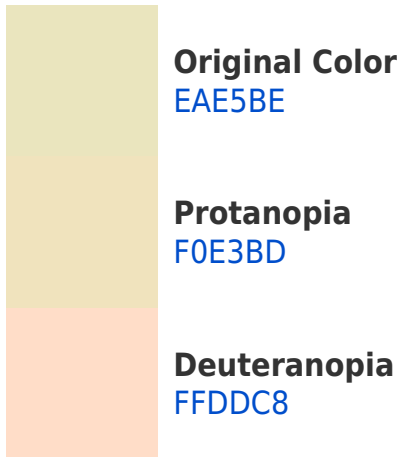 Original Color
EAE5BE
Protanopia
F0E3BD
Deuteranopia
FFDDC8